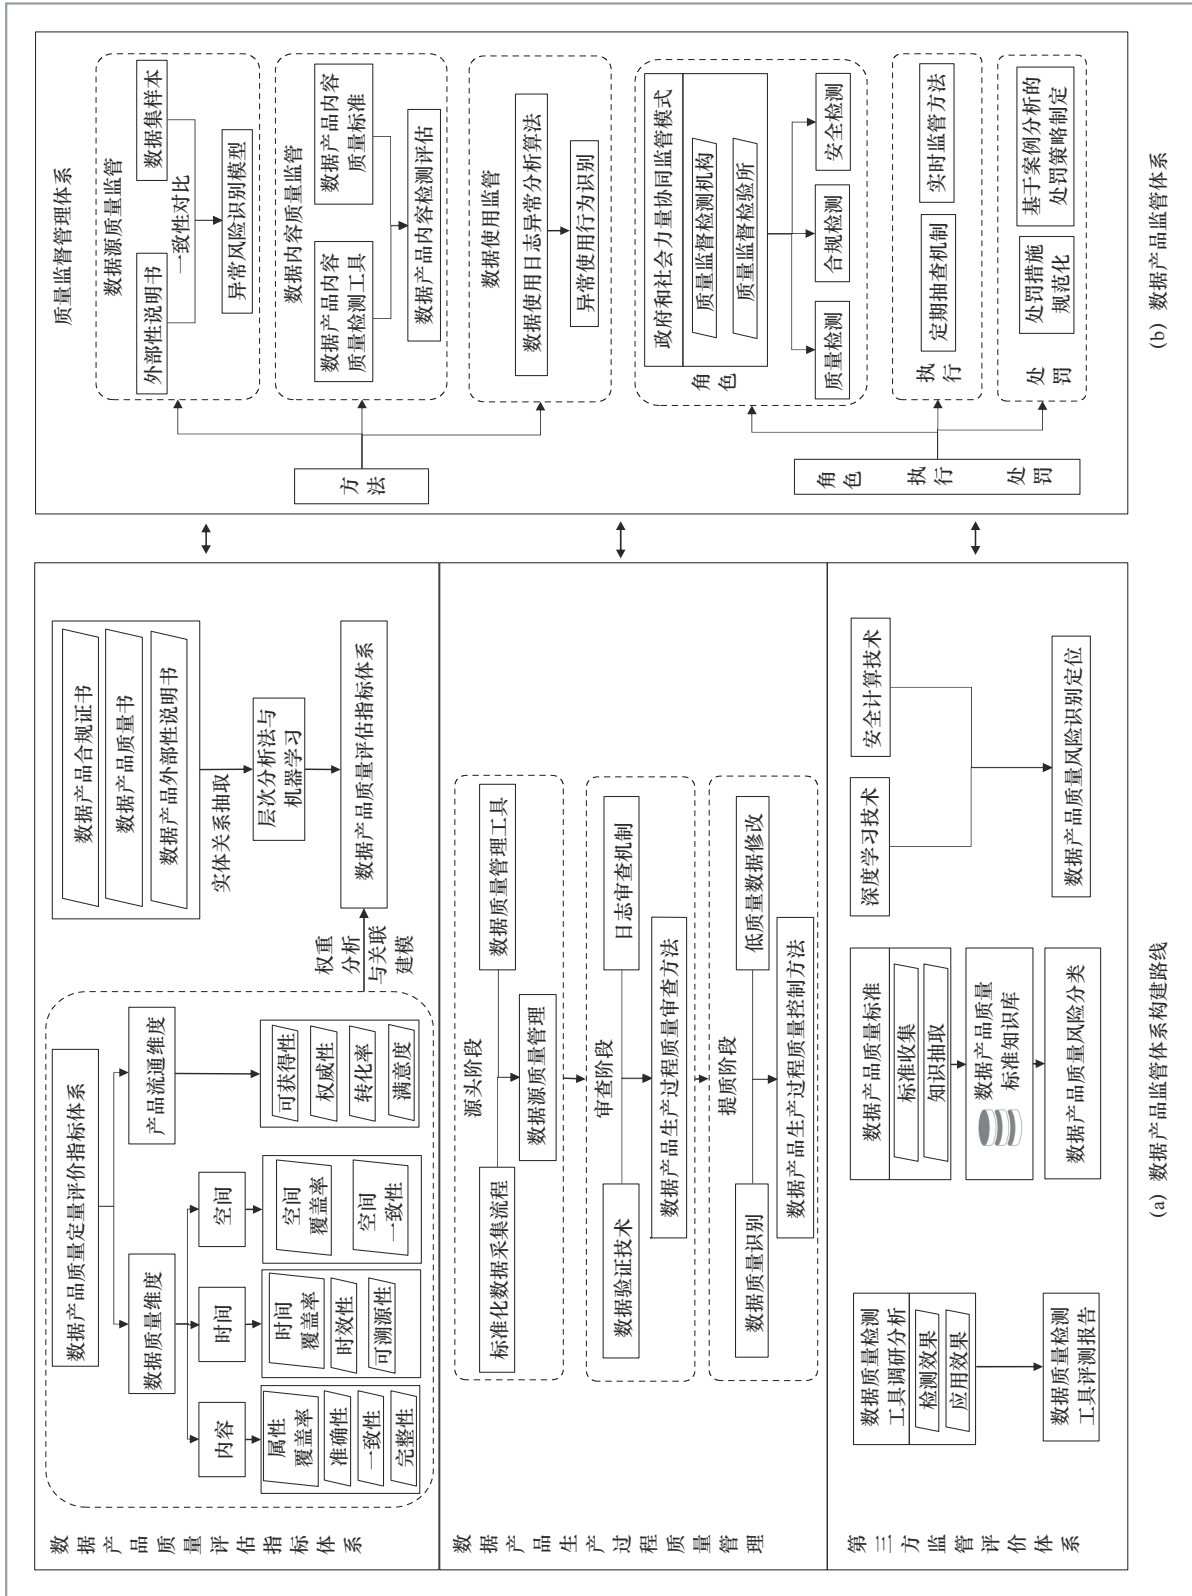 数据产品质量评估指标体系
数据产品质量定量评价指标体系
数据质量维度
产品流通维度
内容
时间
空间
属性
覆盖率
准确性
一致性
完整性
时间
覆盖率
时效性
可溯源性
空间
覆盖率
空间
一致性
可获得性
权威性
转化率
满意度
权重
分析
与关联
建模
数据产品合规证书
数据产品质量书
数据产品外部性说明书
实体关系抽取
层次分析法与
机器学习
数据产品质量评估指标体系
数据产品生产过程质量管理
源头阶段
标准化数据采集流程
数据质量管理工具
数据源质量管理
审查阶段
数据验证技术
日志审查机制
数据产品生产过程质量审查方法
提质阶段
数据质量识别
低质量数据修改
数据产品生产过程质量控制方法
第三方监管评价体系
数据质量检测
工具调研分析
检测效果
应用效果
数据质量检测
工具评测报告
数据产品质量标准
标准收集
知识抽取
数据产品质量
标准知识库
数据产品质量风险分类
深度学习技术
安全计算技术
数据产品质量风险识别定位
(a) 数据产品监管体系构建路线
质量监督管理体系
方法
数据源质量监管
外部性说明书
数据集样本
一致性对比
异常风险识别模型
数据内容质量监管
数据产品内容
质量检测工具
数据产品内容
质量标准
数据产品内容检测评估
数据使用监管
数据使用日志异常分析算法
异常使用行为识别
角色
执行
处罚
角色
政府和社会力量协同监管模式
质量监督检测机构
质量监督检验所
质量检测
合规检测
安全检测
执行
定期抽查机制
实时监管方法
处罚
处罚措施
规范化
基于案例分析的
处罚策略制定
(b) 数据产品监管体系